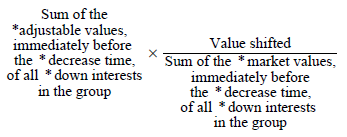 Sum of the
*adjustable values,
immediately before
the * decrease time,
of all * down interests
in the group
×
Value shifted
Sum of the * market values,
immediately before
the * decrease time,
of all * down interests
in the group